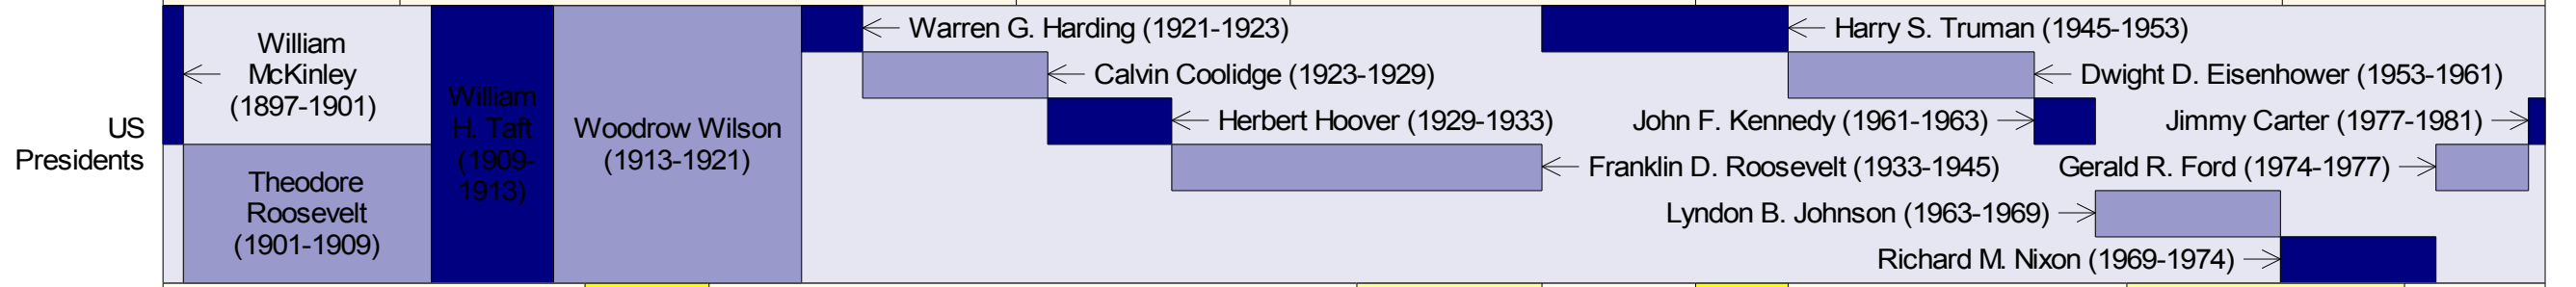 US
Presidents
William
McKinley
(1897-1901)
Theodore
Roosevelt
(1901-1909)
William
H. Taft
(1909-
1913)
Woodrow Wilson
(1913-1921)
Warren G. Harding (1921-1923)
Calvin Coolidge (1923-1929)
Herbert Hoover (1929-1933)
Franklin D. Roosevelt (1933-1945)
Harry S. Truman (1945-1953)
Dwight D. Eisenhower (1953-1961)
John F. Kennedy (1961-1963)
Lyndon B. Johnson (1963-1969)
Richard M. Nixon (1969-1974)
Gerald R. Ford (1974-1977)
Jimmy Carter (1977-1981)